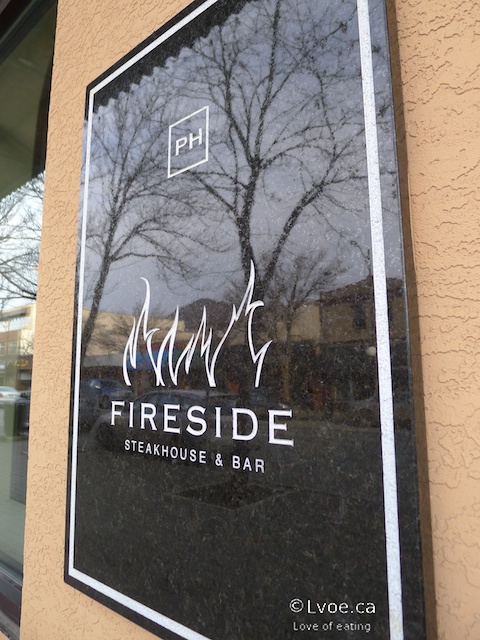 PH
FIRESIDE
STEAKHOUSE & BAR
©Lvoe.ca
Love of eating